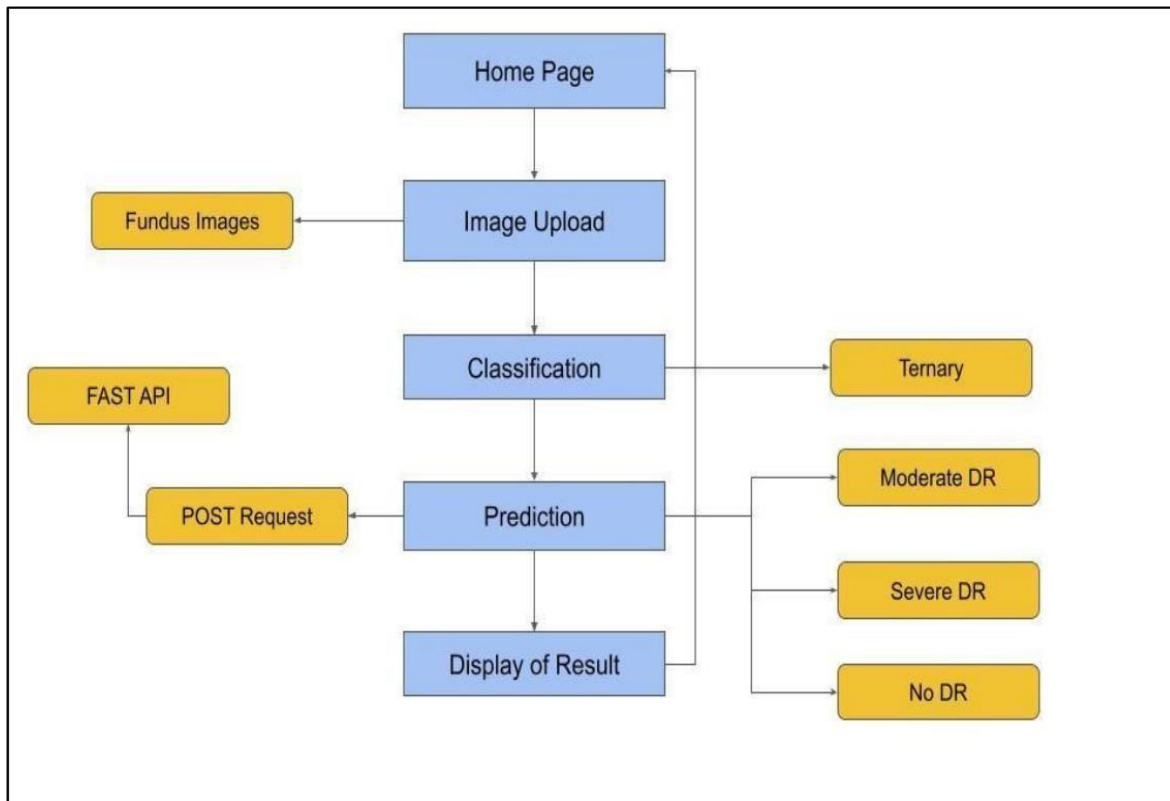 Home Page
Fundus Images
Image Upload
Classification
Ternary
FAST API
Moderate DR
POST Request
Prediction
Severe DR
Display of Result
No DR